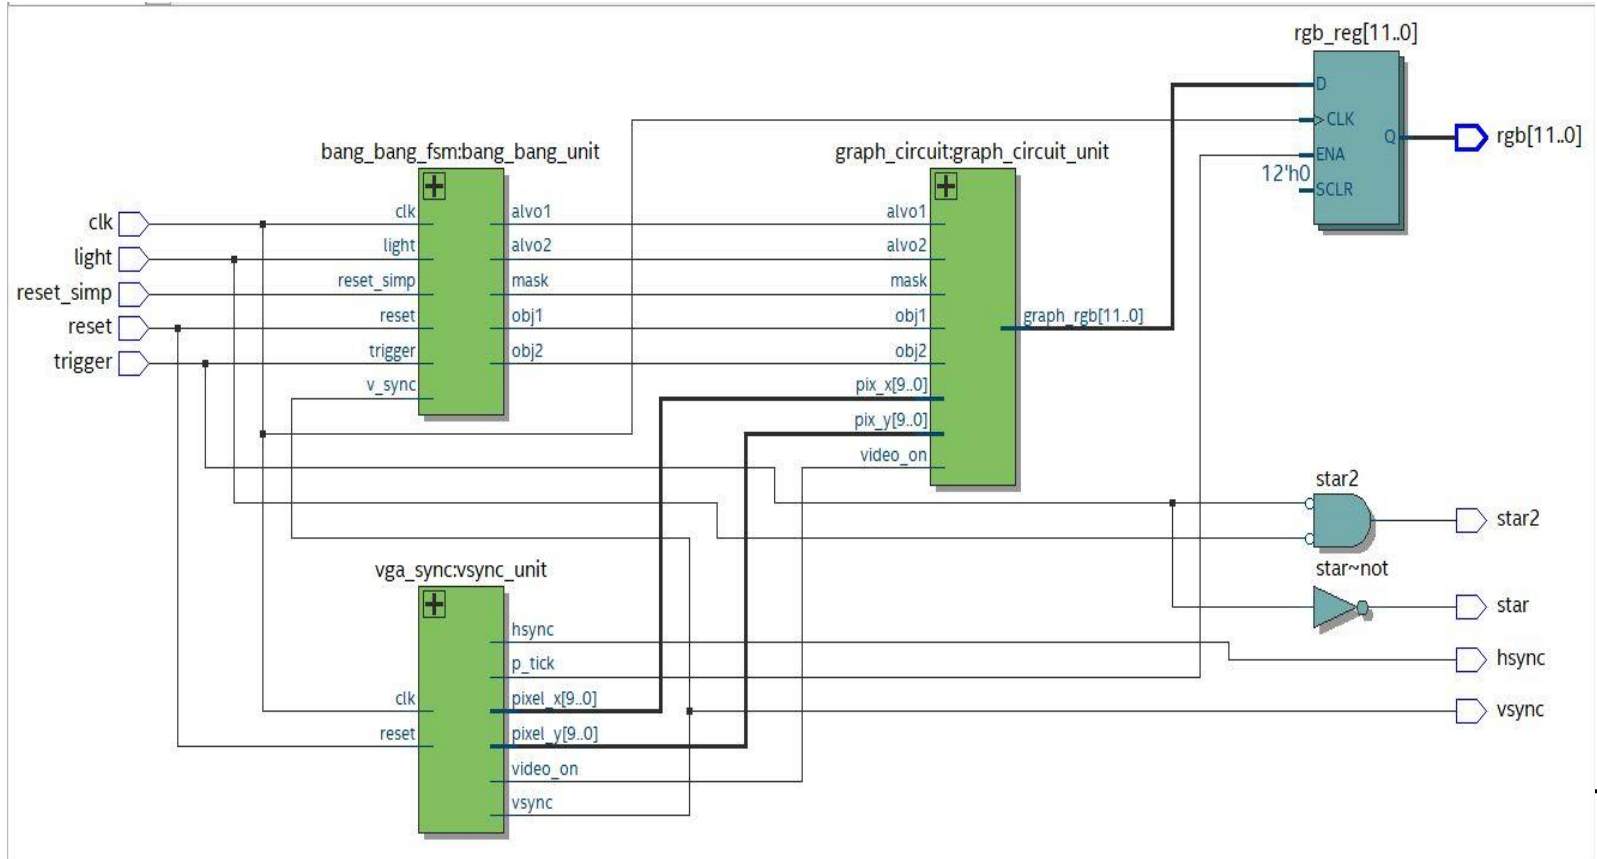 rgb_reg[11..0]
D
CLK
Q
rgb[11..0]
ENA
12'h0
SCLR
bang_bang_fsm:bang_bang_unit
graph_circuit:graph_circuit_unit
clk
light
reset_simp
reset
trigger
clk
light
reset_simp
reset
trigger
v_sync
alvo1
alvo2
mask
obj1
obj2
alvo1
alvo2
mask
obj1
obj2
pix_x[9..0]
pix_y[9..0]
video_on
graph_rgb[11..0]
star2
star2
star~not
star
hsync
vsync
vga_sync:vsync_unit
clk
reset
hsync
p_tick
pixel_x[9..0]
pixel_y[9..0]
video_on
vsync